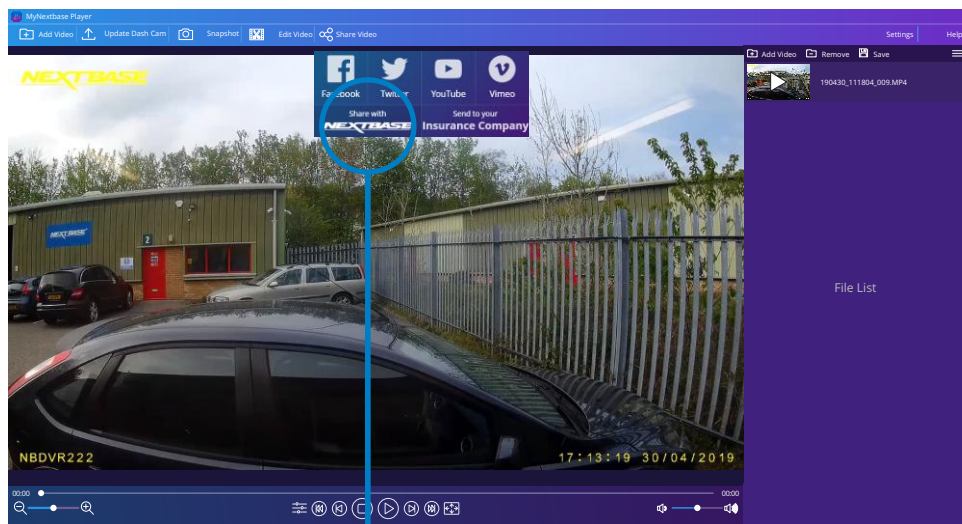 MyNextbase Player
Add Video Update Dash Cam Snapshot Edit Video Share Video Settings Help
Add Video Remove Save
NEXTBASE
Facebook Twitter YouTube Vimeo
Share with
NEXTBASE
Send to your
Insurance Company
190430_111804_009.MP4
NEXTBASE
2
File List
NBDVR222 17:13:19 30/04/2019
00:00 00:00